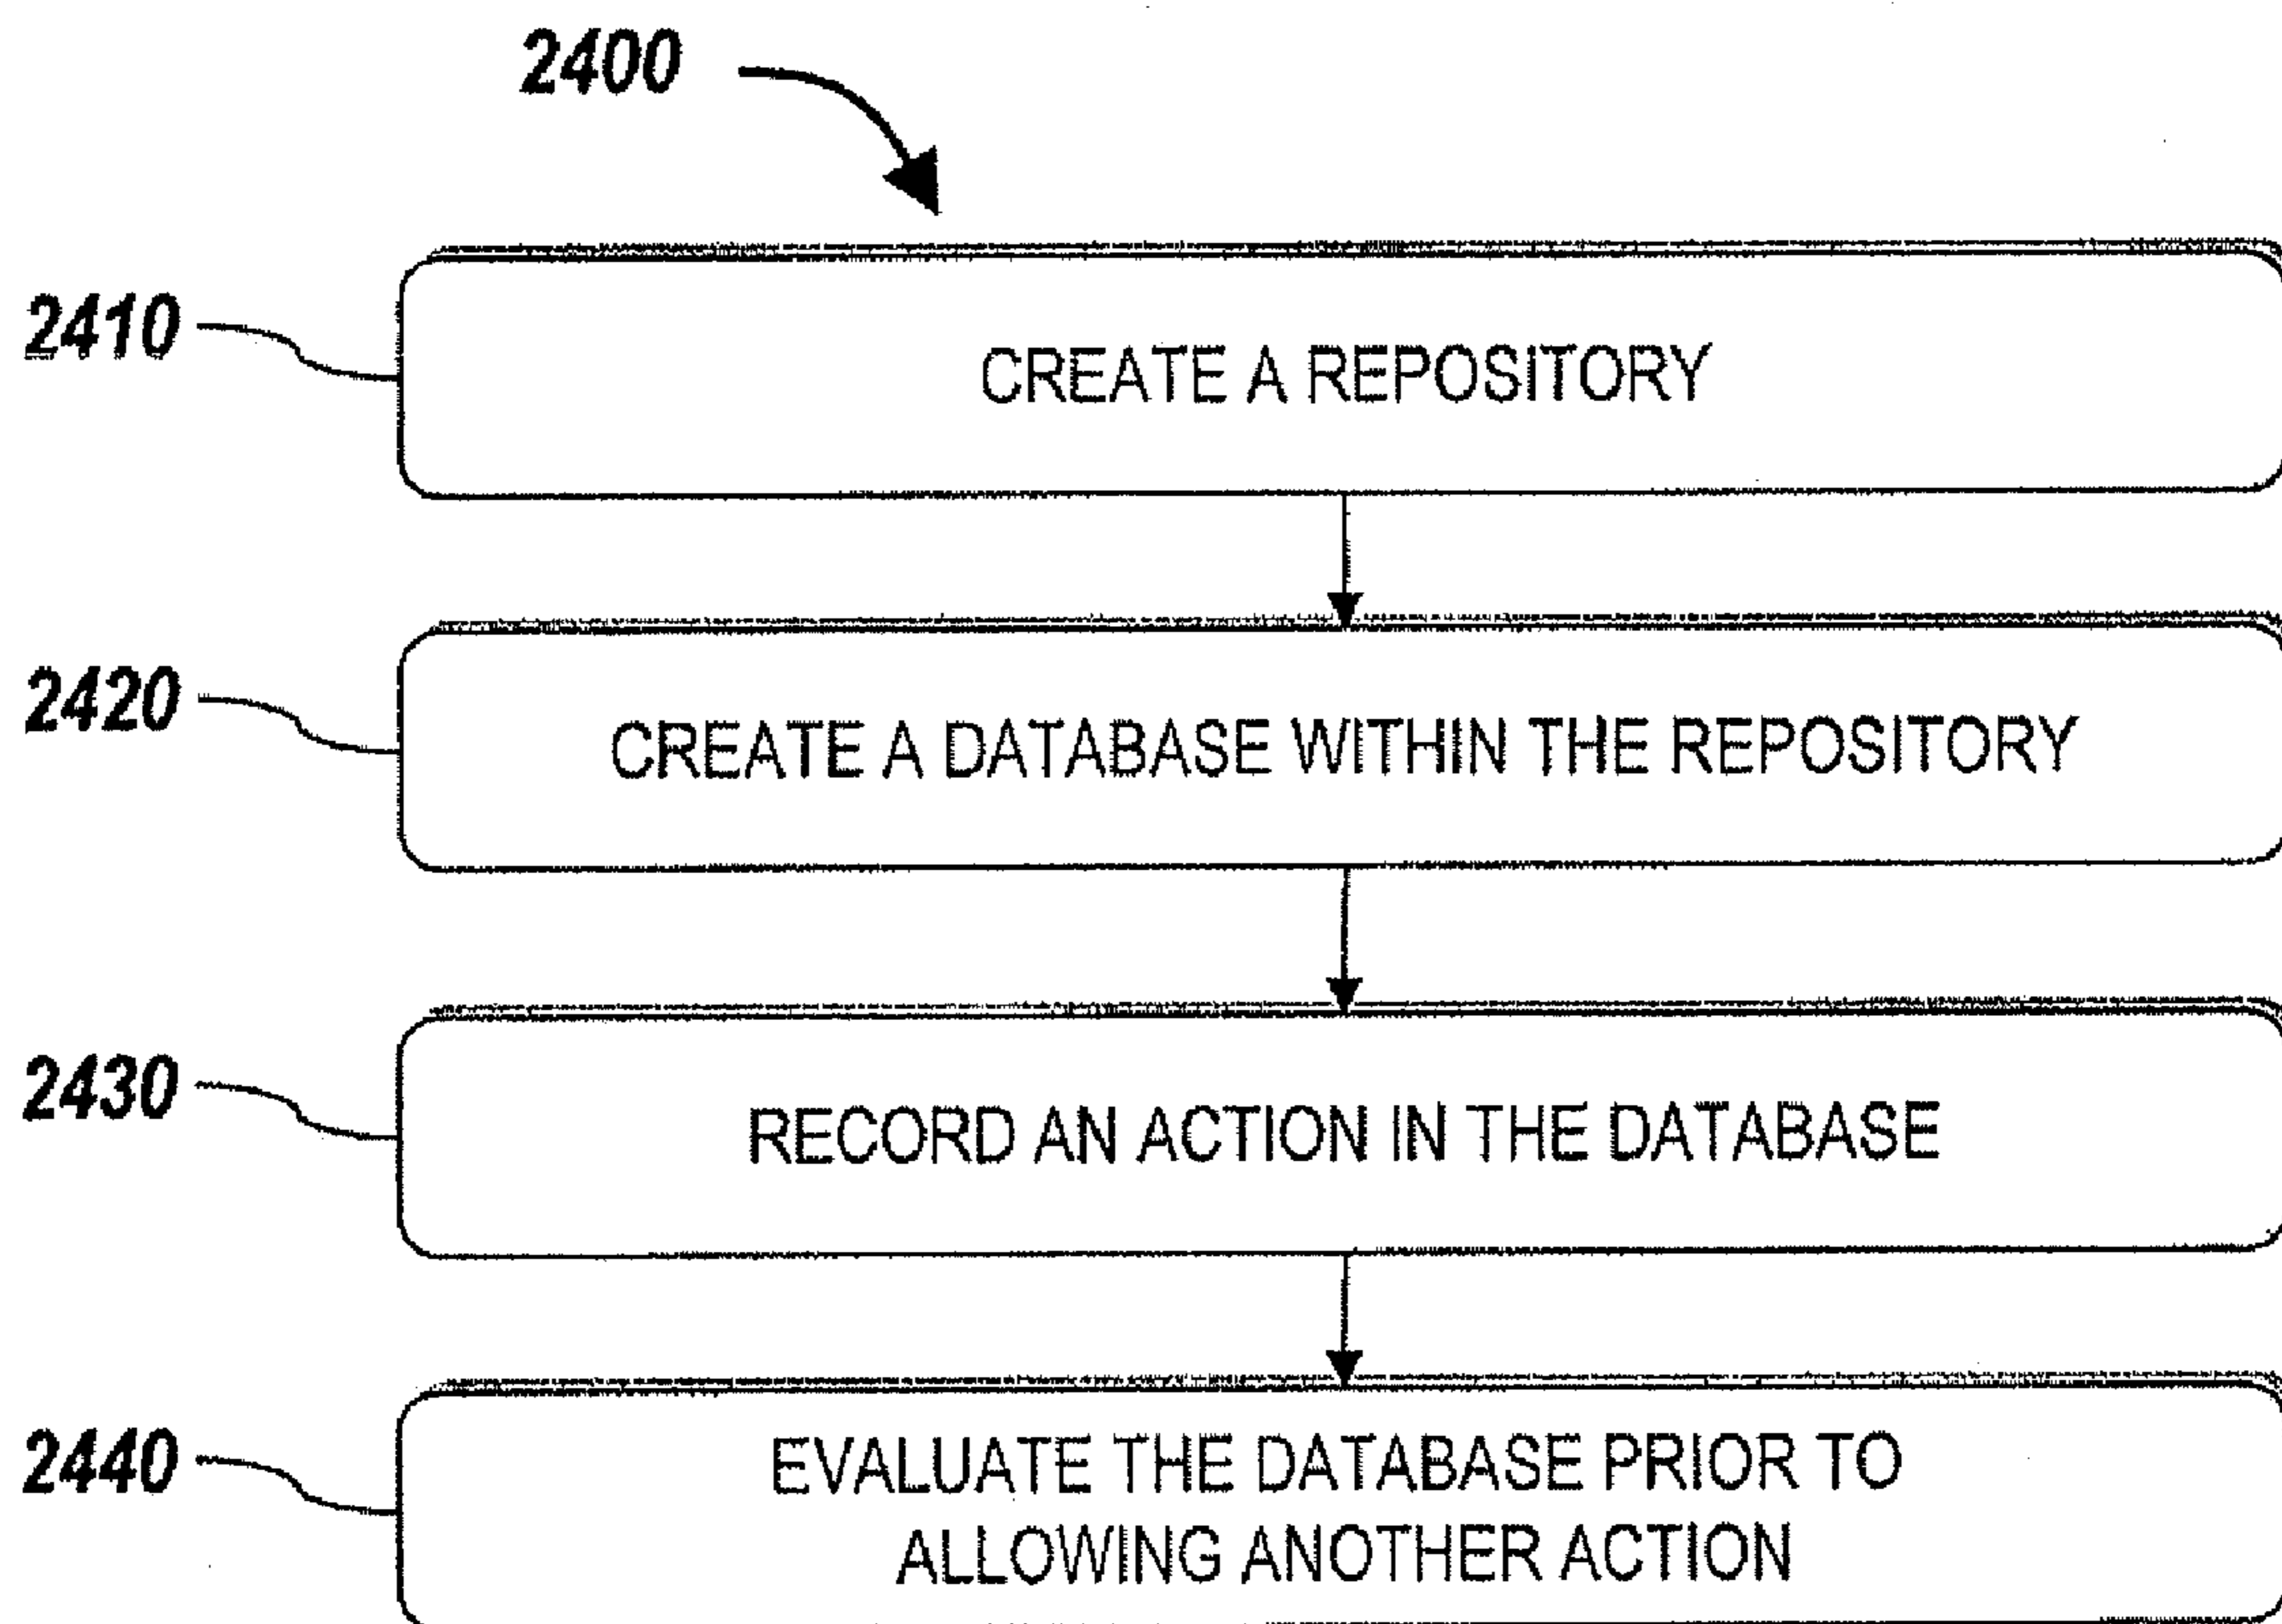 2400
2410
CREATE A REPOSITORY
2420
CREATE A DATABASE WITHIN THE REPOSITORY
2430
RECORD AN ACTION IN THE DATABASE
2440
EVALUATE THE DATABASE PRIOR TO
ALLOWING ANOTHER ACTION